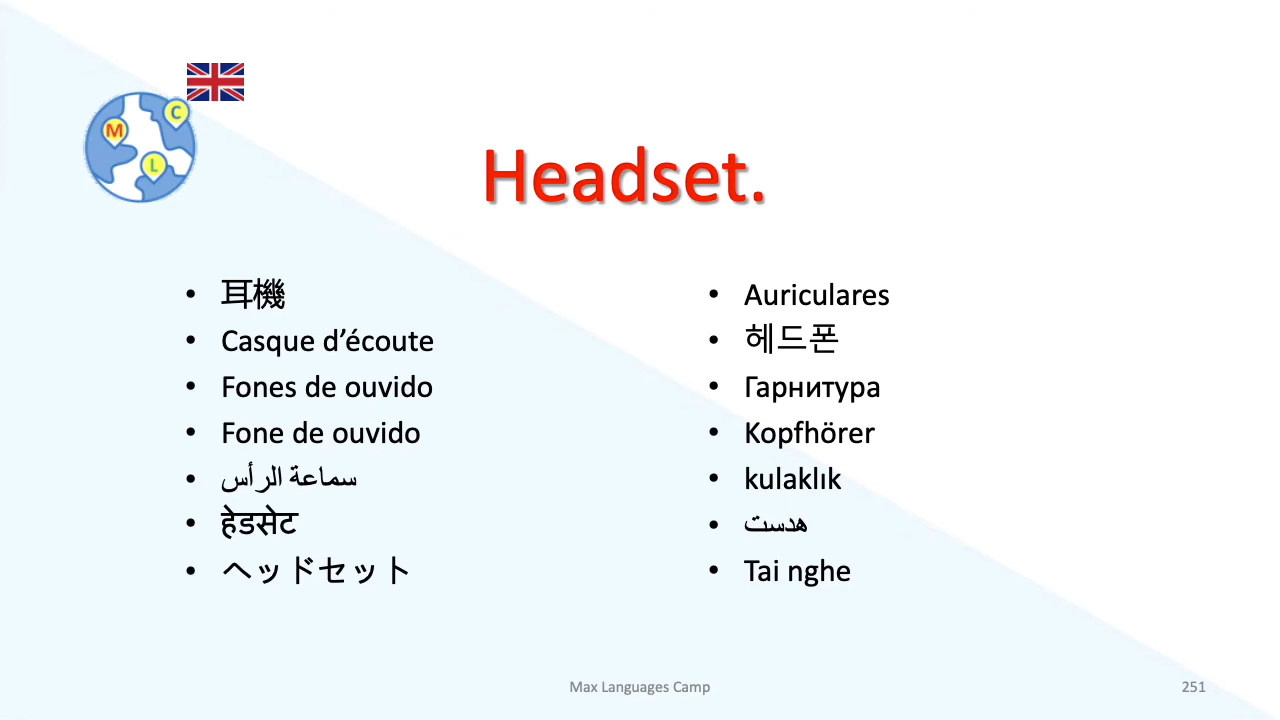 M
C
L
Headset.
• 耳機
• Casque d’écoute
• Fones de ouvido
• Fone de ouvido
• سماعة الرأس
• हेडसेट
• ヘッドセット
• Auriculares
• 헤드폰
• Гарнитура
• Kopfhörer
• kulaklık
• هدست
• Tai nghe
Max Languages Camp
251